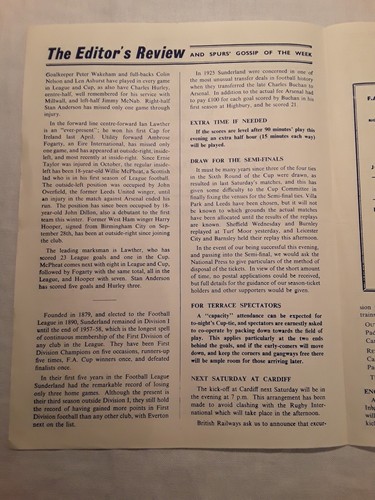 The Editor's Review
AND SPURS' GOSSIP OF THE WEEK
Goalkeeper Peter Wakeham and full-backs Colin
Nelson and Len Ashurst have played in every game
in League and Cup, as also have Charley Hurley,
centre-half, well remembered for his service with
Millwall, and left-half Jimmy McNab. Right-half
Stan Anderson has missed only one game through
injury.
In the forward line centre-forward Ian Lawther
is an "ever-present"; he won his first cap for
Ireland last April. Utility forward Ambrose
Fogarty, an Eire International, has missed only
one game, and has appeared at outside-right, inside-
left, and most recently at inside-right. Since Ernie
Taylor was injured in October, the regular inside-
left has been 18-year-old Willie McPheat, a Scottish
lad who is in his first season of League football.
The outside-left position was occupied by John
Overfield, the former Leeds United winger, until
an injury in the match against Arsenal ended his
run. The position has since been occupied by 18-
year-old John Dillon, also a debutant to the first
team this winter. Former West Ham winger Harry
Hooper, signed from Birmingham City on Sep-
tember 28th, has been at outside-right since joining
the club.
The leading marksman is Lawther, who has
scored 23 League goals and one in the Cup,
McPheat comes next with eight in League and Cup,
followed by Fogarty with the same total, all in the
League, and Hooper with seven. Stan Anderson
has scored five goals and Hurley three.
Founded in 1879, and elected to the Football
League in 1890, Sunderland remained in Division I
until the end of 1957-58, which is the longest spell
of continuous membership of the First Division of
any club in the League. They have been First
Division Champions on five occasions, runners-up
five times, F.A. Cup winners once, and defeated
finalists once.
In their first five years in the Football League
Sunderland had the remarkable record of losing
only three home games. Although the present is
their third season outside Division I, they still hold
the record of having gained more points in First
Division football than any other club, with Everton
next on the list.
In 1925 Sunderland were concerned in one of
the most unusual transfer deals in football history
when they transferred the late Charles Buchan to
Arsenal. In addition to the actual fee Arsenal had
to pay £100 for each goal scored by Buchan in his
first season at Highbury, and he scored 21.
EXTRA TIME IF NEEDED
If the scores are level after 90 minutes' play this
evening an extra half hour (15 minutes each way)
will be played.
DRAW FOR THE SEMI-FINALS
It must be many years since three of the four ties
in the Sixth Round of the Cup were drawn, as
resulted in last Saturday's matches, and this has
given some difficulty to the Cup Committee in
finally fixing the venues for the Semi-final ties. Villa
Park and Leeds have been chosen, but it will not
be known to which grounds the actual matches
have been allocated until the results of the replays
are known. Sheffield Wednesday and Burnley
replayed at Turf Moor yesterday, and Leicester
City and Barnsley held their replay this afternoon.
In the event of our being successful this evening,
and passing into the Semi-final, we would ask the
National Press to give particulars of the method of
disposal of the tickets. In view of the short amount
of time, no postal applications could be received,
but full details for the guidance of our season-ticket
holders and other supporters would be given.
FOR TERRACE SPECTATORS
A "capacity" attendance can be expected for
to-night's Cup-tie, and spectators are earnestly asked
to co-operate by packing down towards the field of
play. This applies particularly at the two ends
behind the goals, and if the early-comers will move
down, and keep the corners and gangways free there
will be ample room for those arriving later.
NEXT SATURDAY AT CARDIFF
The kick-off at Cardiff next Saturday will be in
the evening at 7 p.m. This arrangement has been
made to avoid clashing with the Rugby Inter-
national which will take place in the afternoon.
British Railways ask us to announce that excur-